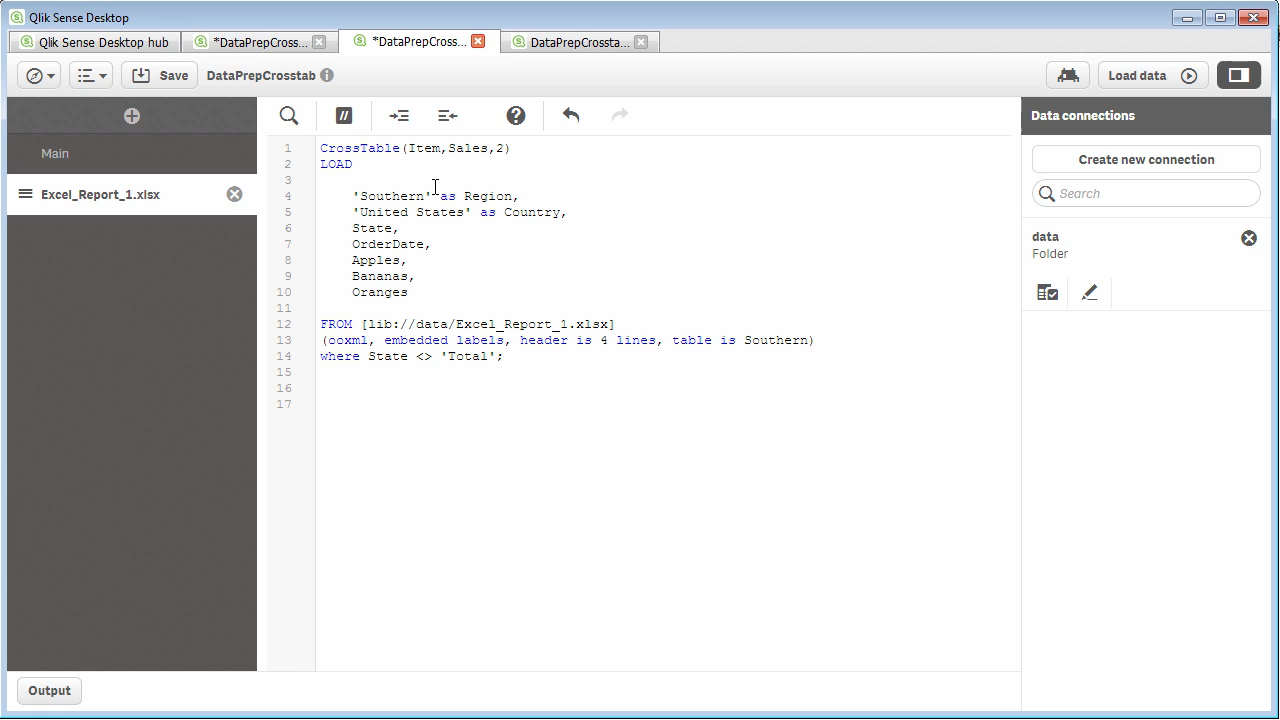 Qlik Sense Desktop
Qlik Sense Desktop hub
*DataPrepCross...
*DataPrepCross...
DataPrepCrossta...
Save
DataPrepCrosstab
Load data
Main
Excel_Report_1.xlsx
1 CrossTable(Item,Sales,2)
2 LOAD
3
4 'Southern' as Region,
5 'United States' as Country,
6 State,
7 OrderDate,
8 Apples,
9 Bananas,
10 Oranges
11
12 FROM [lib://data/Excel_Report_1.xlsx]
13 (ooxml, embedded labels, header is 4 lines, table is Southern)
14 where State <> 'Total';
15
16
17
Data connections
Create new connection
Search
data
Folder
Output